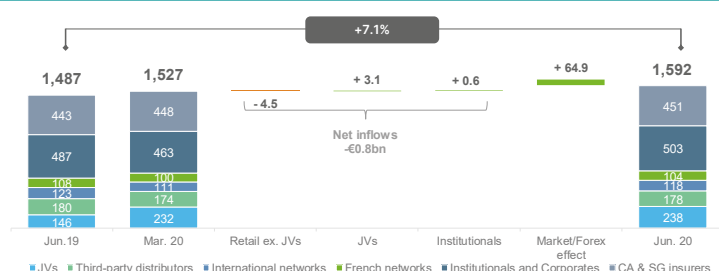 +7.1%
1,487
1,527
1,592
+ 64.9
+ 3.1
+ 0.6
- 4.5
443
448
451
Net inflows
-€0.8bn
487
463
503
108
100
104
123
111
118
180
174
178
146
232
238
Jun.19
Mar. 20
Retail ex. JVs
JVs
Institutionals
Market/Forex
effect
Jun. 20
JVs
Third-party distributors
International networks
French networks
Institutionals and Corporates
CA & SG insurers